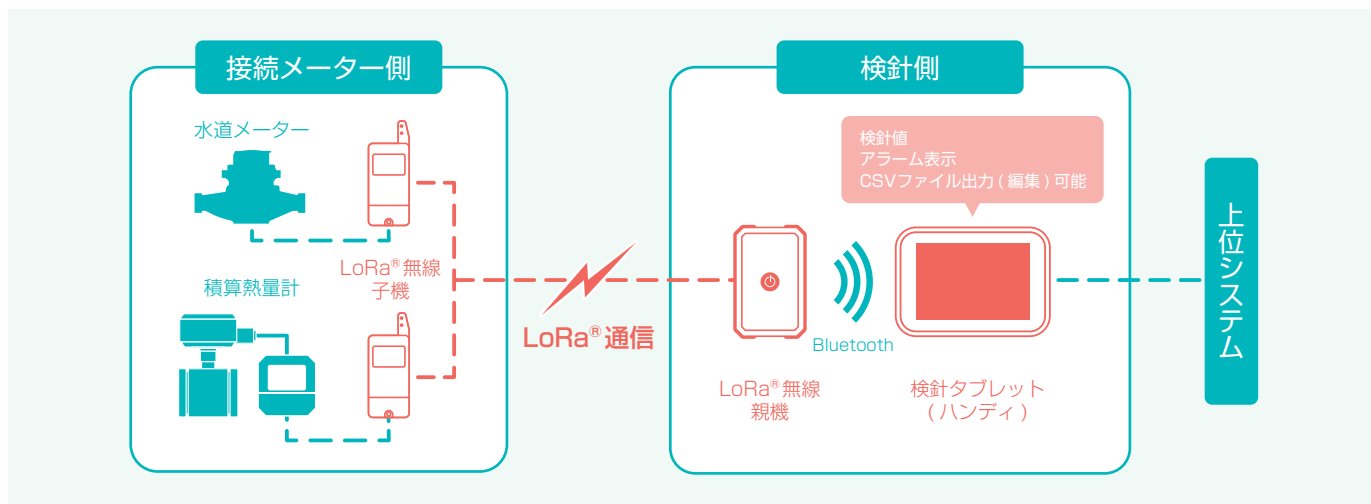 接続メーター側
水道メーター
LoRa®無線
子機
積算熱量計
LoRa®通信
検針側
検針値
アラーム表示
CSVファイル出力(編集)可能
Bluetooth
LoRa®無線
親機
検針タブレット
(ハンディ)
上位システム